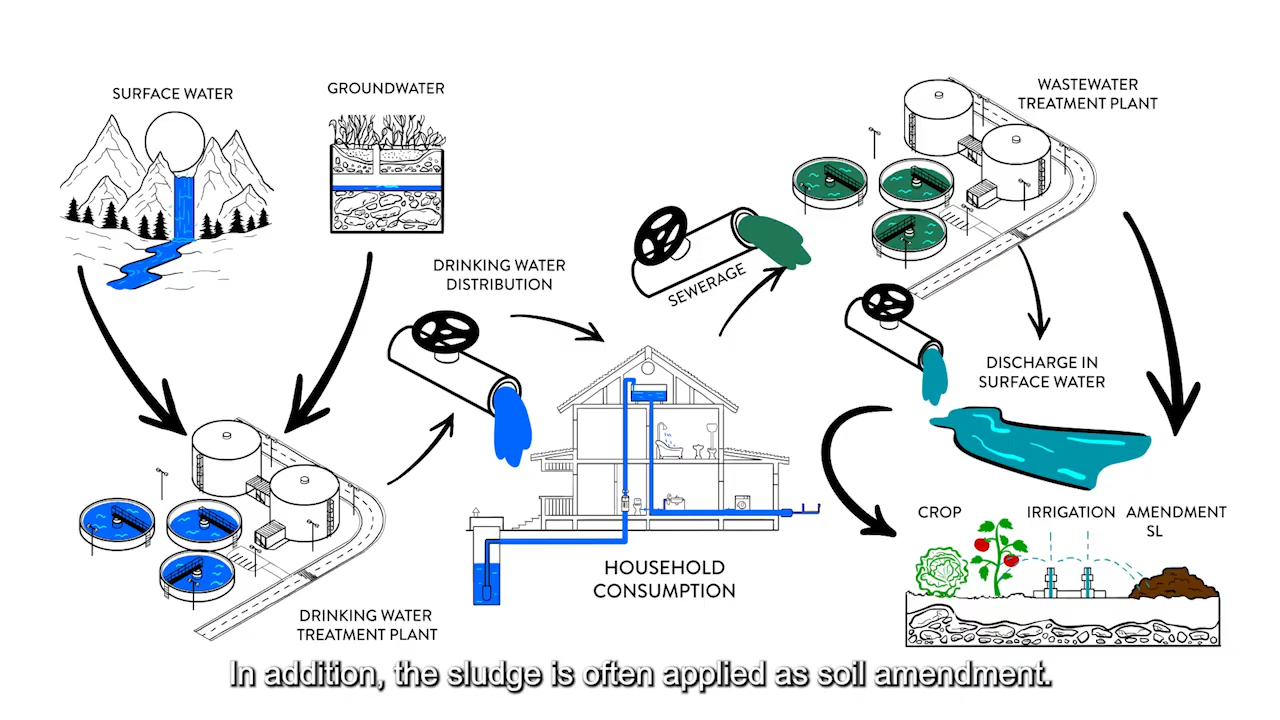 SURFACE WATER
GROUNDWATER
WASTEWATER
TREATMENT PLANT
DRINKING WATER
DISTRIBUTION
SEWERAGE
DISCHARGE IN
SURFACE WATER
CROP
IRRIGATION
AMENDMENT
SL
HOUSEHOLD
CONSUMPTION
DRINKING WATER
TREATMENT PLANT
In addition, the sludge is often applied as soil amendment.